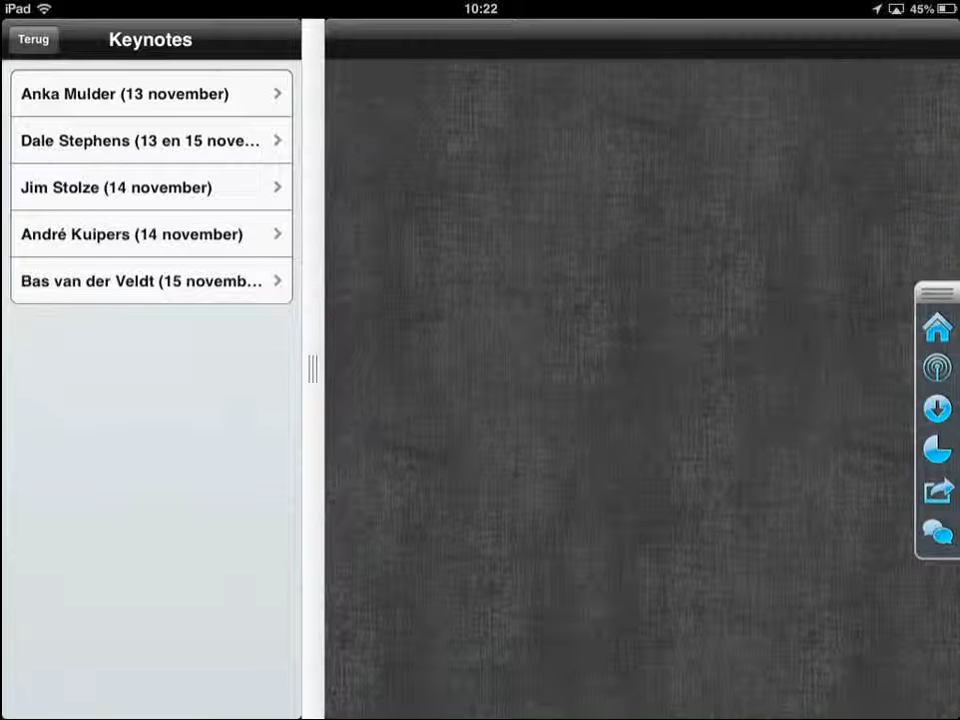 iPad 10:22 45%
Terug Keynotes
Anka Mulder (13 november)
Dale Stephens (13 en 15 nove...
Jim Stolze (14 november)
André Kuipers (14 november)
Bas van der Veldt (15 novemb...